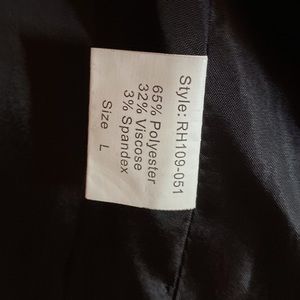 Style: RH109-051
65% Polyester
32% Viscose
3% Spandex
Size L